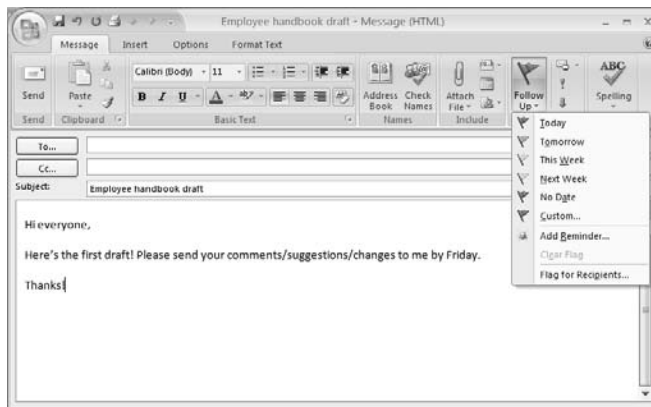 Employee handbook draft - Message (HTML)
Message Insert Options Format Text
Calibri (Body) 11
Send Paste B I U A ab Address Book Check Names Attach File Follow Up ABC Spelling
Send Clipboard Basic Text Names Include
Today
Tomorrow
This Week
Next Week
No Date
Custom...
Add Reminder...
Clear Flag
Flag for Recipients...
To...
Cc...
Subject: Employee handbook draft
Hi everyone,
Here's the first draft! Please send your comments/suggestions/changes to me by Friday.
Thanks!